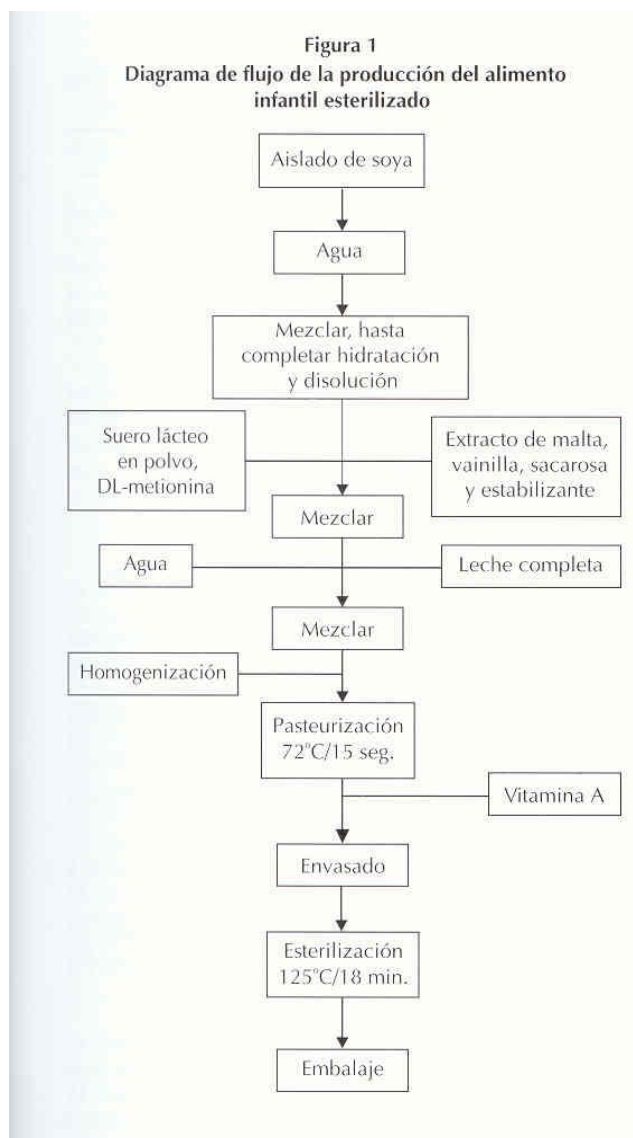 Figura 1
Diagrama de flujo de la producción del alimento
infantil esterilizado
Aislado de soya
Agua
Mezclar, hasta
completar hidratación
y disolución
Suero lácteo
en polvo,
DL-metionina
Extracto de malta,
vainilla, sacarosa
y estabilizante
Mezclar
Agua
Leche completa
Mezclar
Homogenización
Pasteurización
72°C/15 seg.
Vitamina A
Envasado
Esterilización
125°C/18 min.
Embalaje